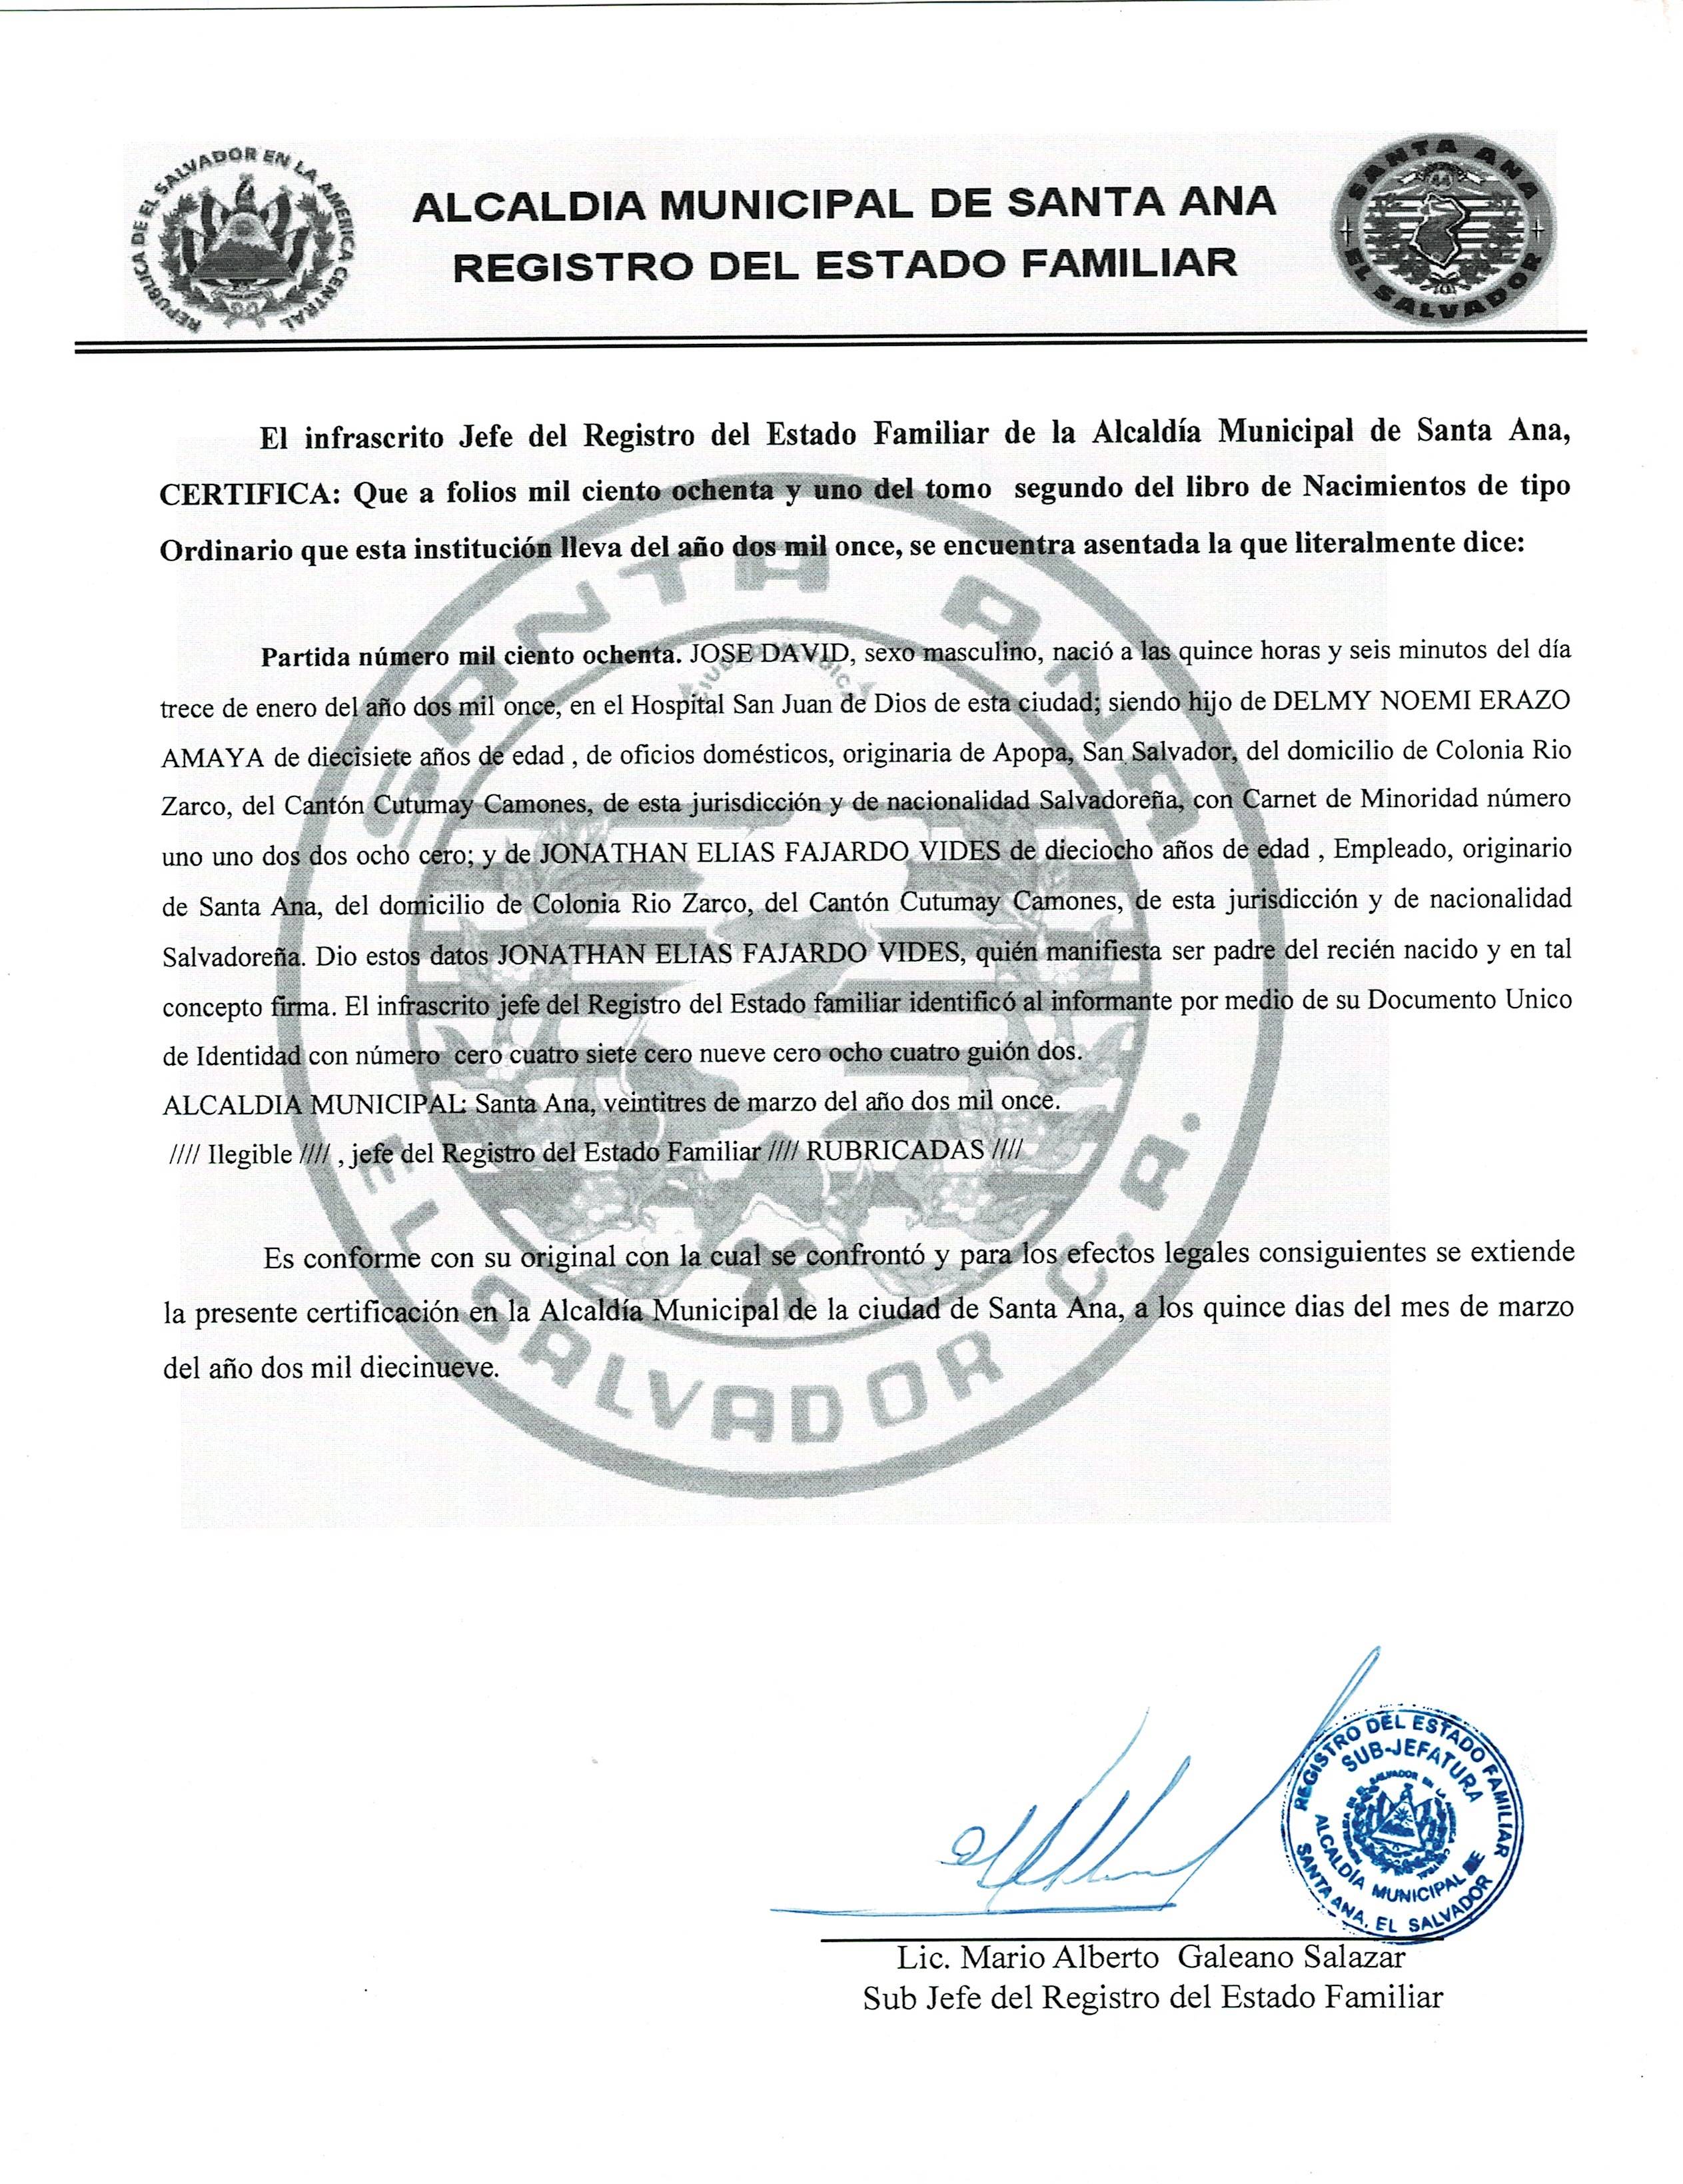 REPUBLICA DE EL SALVADOR EN LA AMERICA CENTRAL
ALCALDIA MUNICIPAL DE SANTA ANA
REGISTRO DEL ESTADO FAMILIAR
SANTA ANA
EL SALVADOR
El infrascrito Jefe del Registro del Estado Familiar de la Alcaldía Municipal de Santa Ana,
CERTIFICA: Que a folios mil ciento ochenta y uno del tomo segundo del libro de Nacimientos de tipo
Ordinario que esta institución lleva del año dos mil once, se encuentra asentada la que literalmente dice:
Partida número mil ciento ochenta. JOSE DAVID, sexo masculino, nació a las quince horas y seis minutos del día
trece de enero del año dos mil once, en el Hospital San Juan de Dios de esta ciudad; siendo hijo de DELMY NOEMI ERAZO
AMAYA de diecisiete años de edad , de oficios domésticos, originaria de Apopa, San Salvador, del domicilio de Colonia Rio
Zarco, del Cantón Cutumay Camones, de esta jurisdicción y de nacionalidad Salvadoreña, con Carnet de Minoridad número
uno uno dos dos ocho cero; y de JONATHAN ELIAS FAJARDO VIDES de dieciocho años de edad , Empleado, originario
de Santa Ana, del domicilio de Colonia Rio Zarco, del Cantón Cutumay Camones, de esta jurisdicción y de nacionalidad
Salvadoreña. Dio estos datos JONATHAN ELIAS FAJARDO VIDES, quién manifiesta ser padre del recién nacido y en tal
concepto firma. El infrascrito jefe del Registro del Estado familiar identificó al informante por medio de su Documento Unico
de Identidad con número cero cuatro siete cero nueve cero ocho cuatro guión dos.
ALCALDIA MUNICIPAL: Santa Ana, veintitres de marzo del año dos mil once.
//// Ilegible //// , jefe del Registro del Estado Familiar //// RUBRICADAS ////
Es conforme con su original con la cual se confrontó y para los efectos legales consiguientes se extiende
la presente certificación en la Alcaldía Municipal de la ciudad de Santa Ana, a los quince dias del mes de marzo
del año dos mil diecinueve.
SANTA ANA
EL SALVADOR C.A.
REGISTRO DEL ESTADO FAMILIAR
SUB-JEFATURA
ALCALDÍA MUNICIPAL DE
SANTA ANA, EL SALVADOR
Lic. Mario Alberto Galeano Salazar
Sub Jefe del Registro del Estado Familiar